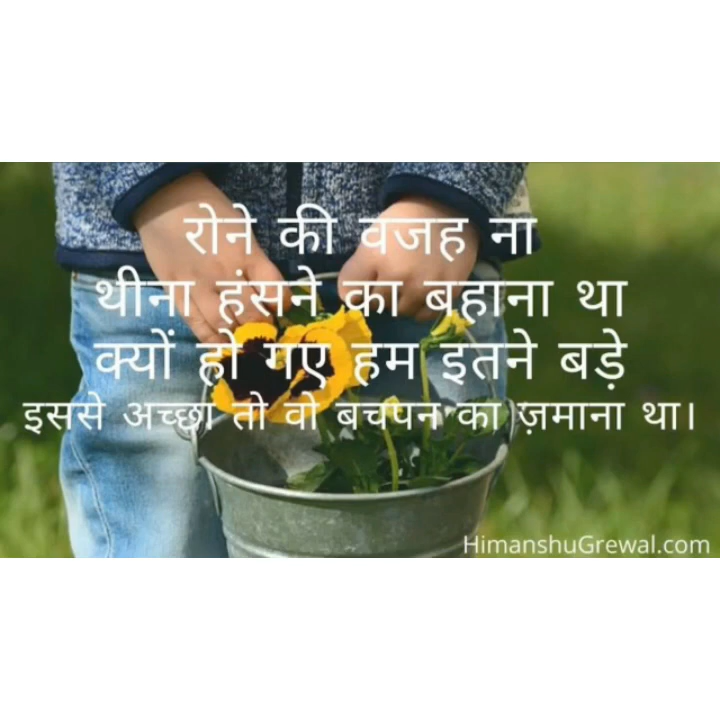 रोने की वजह ना
थीना हंसने का बहाना था
क्यों हो गए हम इतने बड़े
इससे अच्छा तो वो बचपन का ज़माना था।
HimanshuGrewal.com